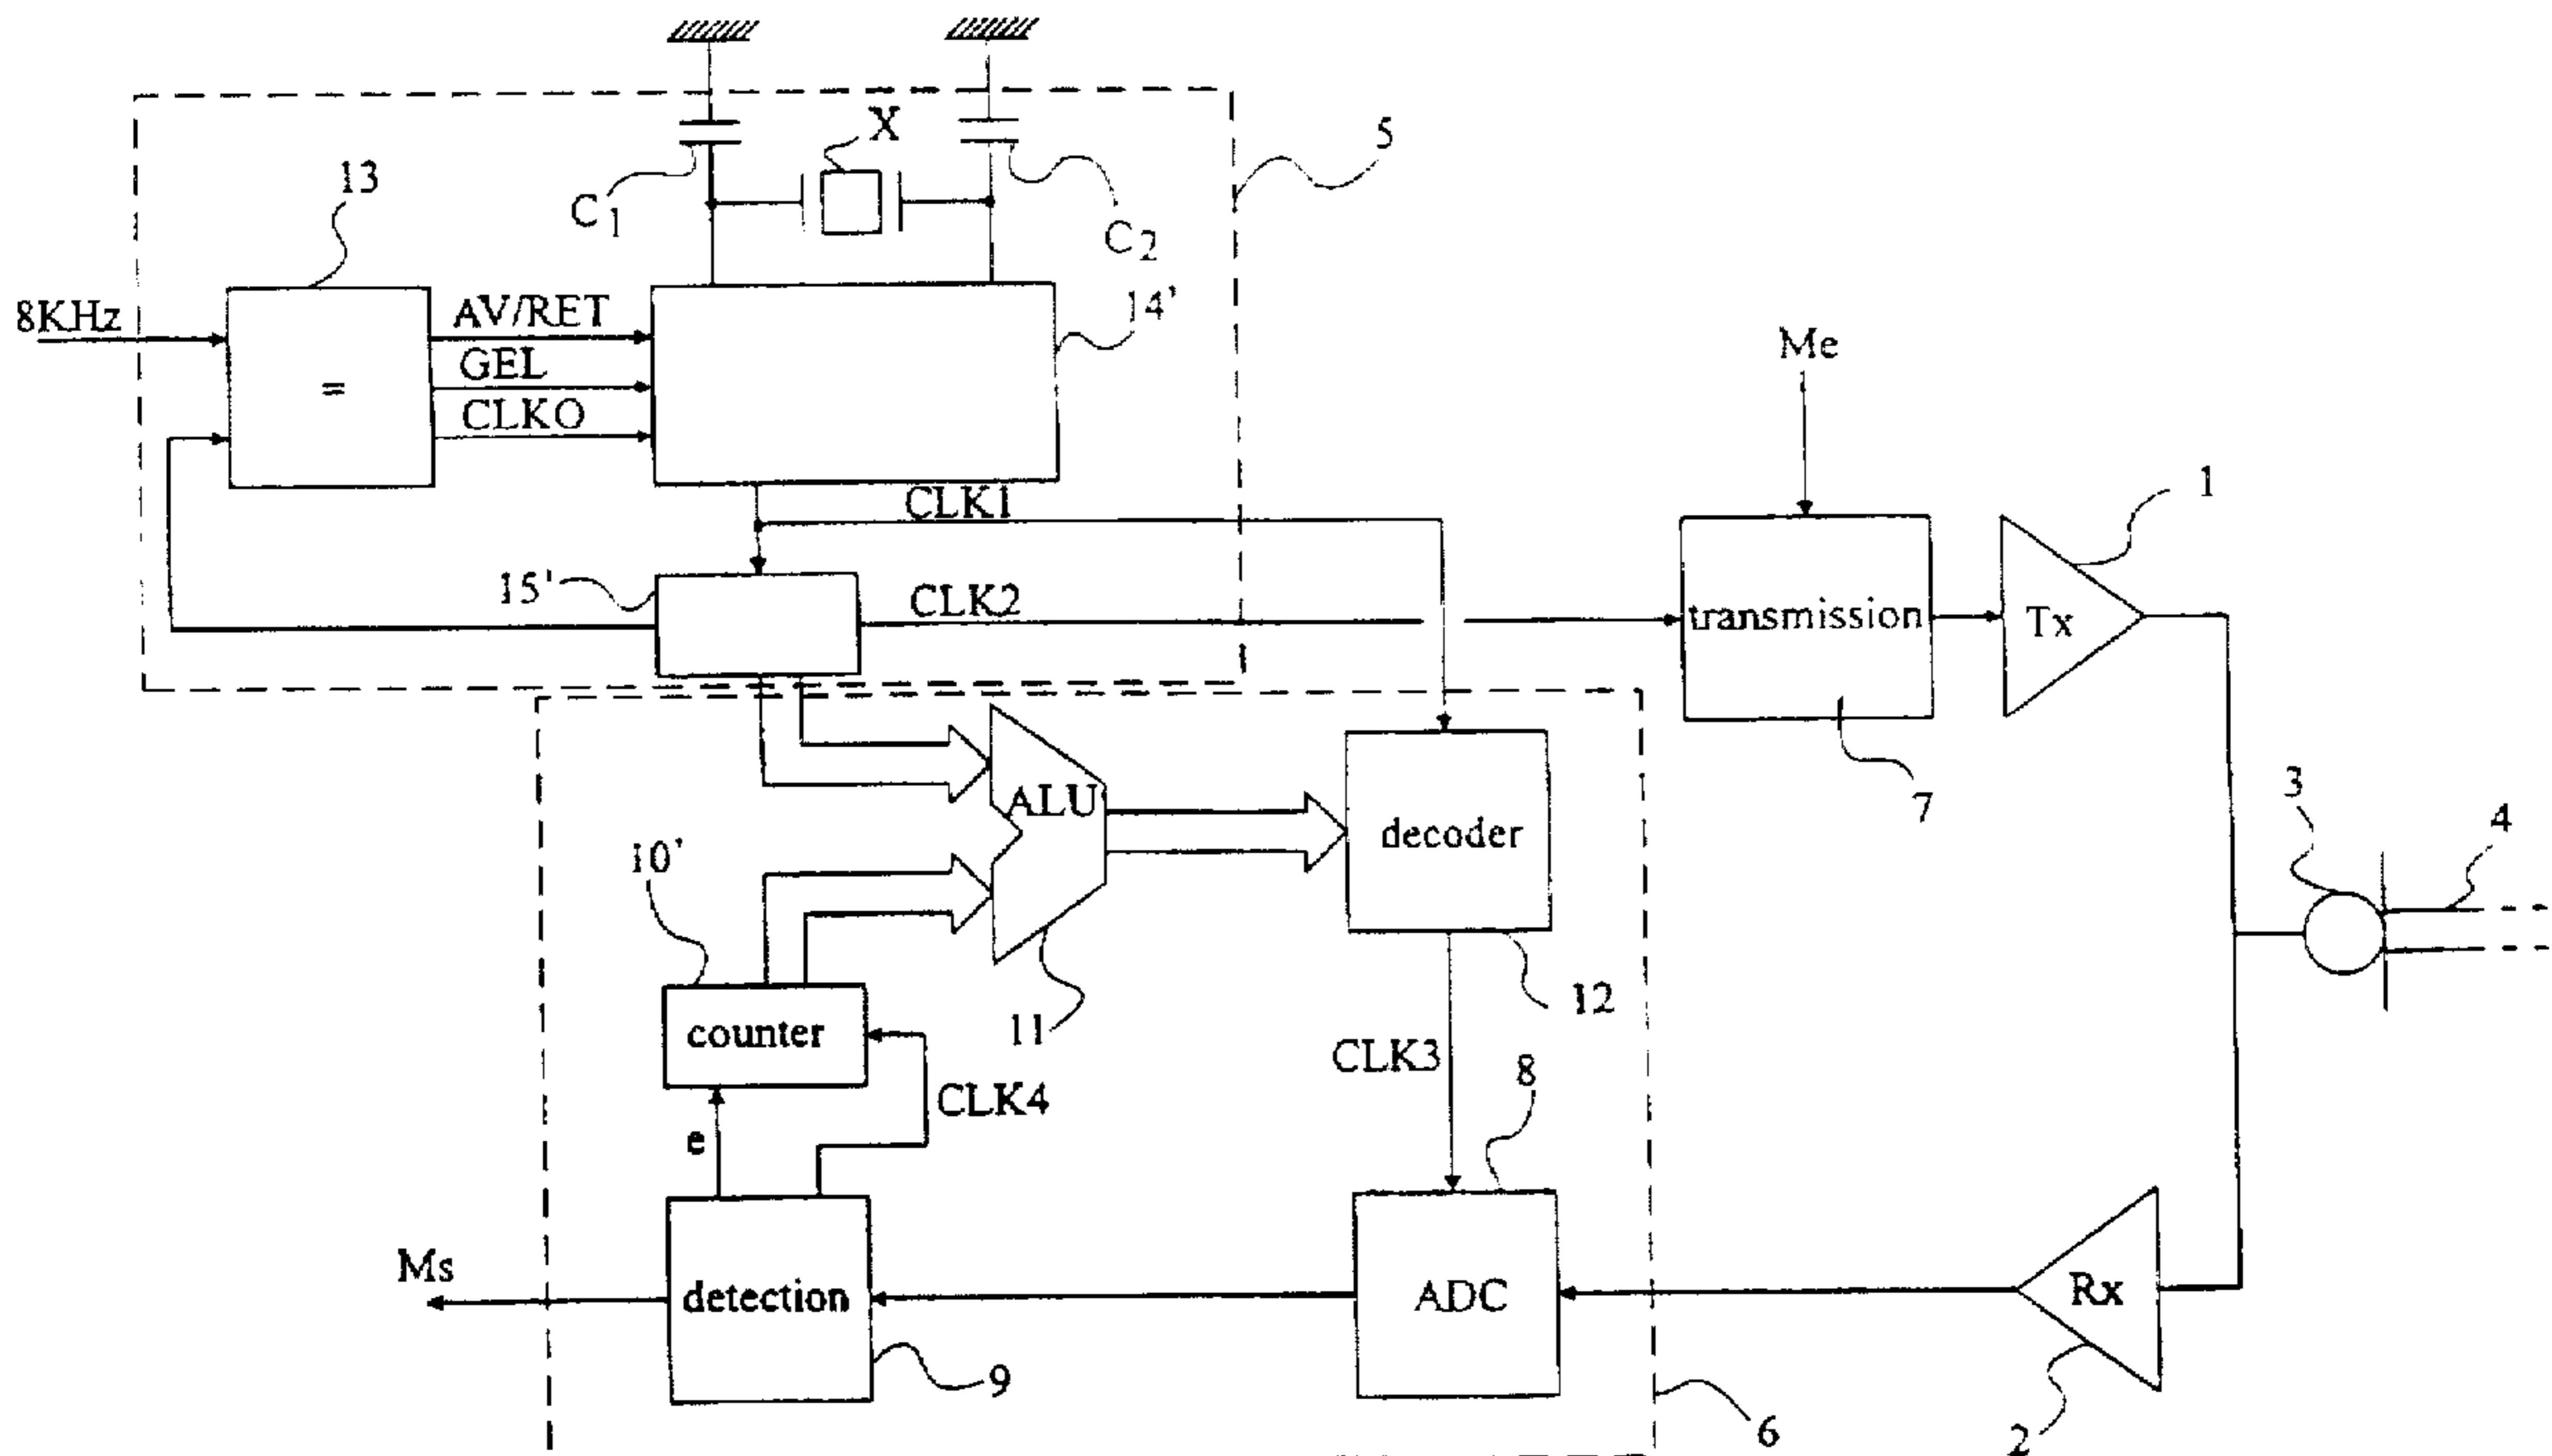 X
5
13
C1
C2
14'
8KHz
AV/RET
GEL
CLKO
=
Me
CLK1
1
15'
CLK2
transmission
Tx
7
ALU
decoder
3
4
10'
11
12
counter
CLK3
CLK4
8
e
Ms
detection
ADC
Rx
9
6
2